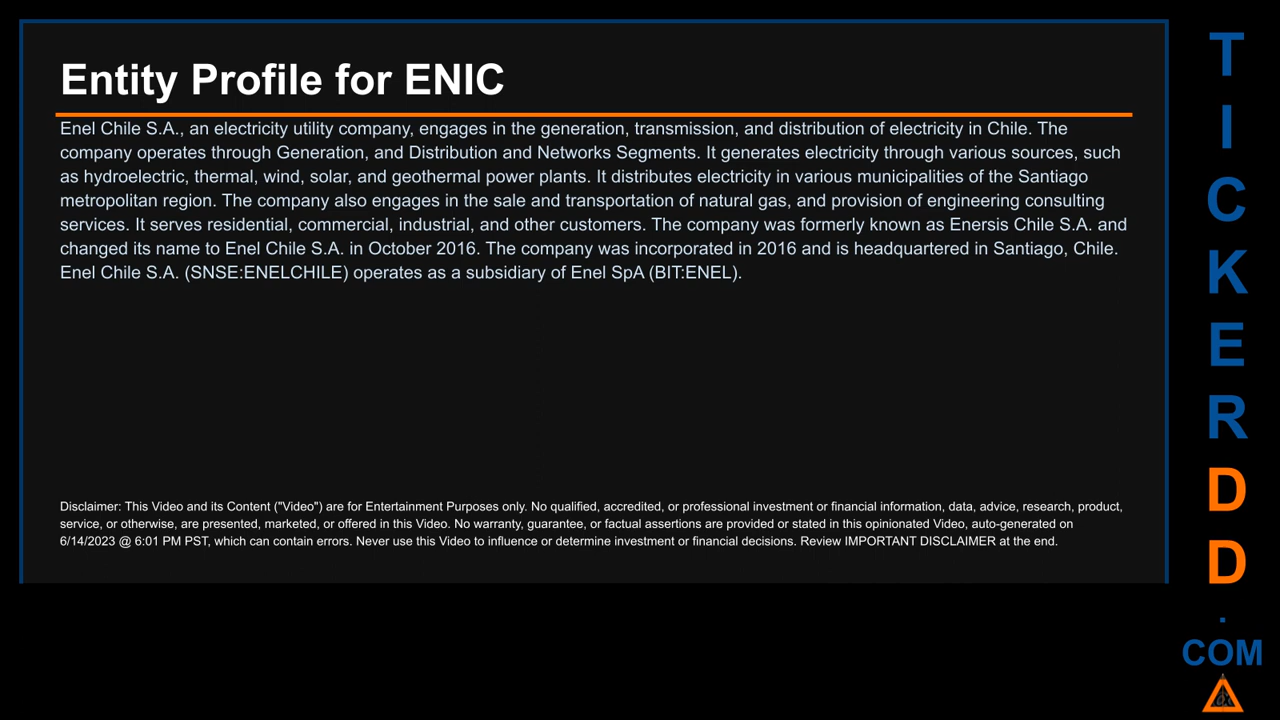 Entity Profile for ENIC
Enel Chile S.A., an electricity utility company, engages in the generation, transmission, and distribution of electricity in Chile. The
company operates through Generation, and Distribution and Networks Segments. It generates electricity through various sources, such
as hydroelectric, thermal, wind, solar, and geothermal power plants. It distributes electricity in various municipalities of the Santiago
metropolitan region. The company also engages in the sale and transportation of natural gas, and provision of engineering consulting
services. It serves residential, commercial, industrial, and other customers. The company was formerly known as Enersis Chile S.A. and
changed its name to Enel Chile S.A. in October 2016. The company was incorporated in 2016 and is headquartered in Santiago, Chile.
Enel Chile S.A. (SNSE:ENELCHILE) operates as a subsidiary of Enel SpA (BIT:ENEL).
Disclaimer: This Video and its Content ("Video") are for Entertainment Purposes only. No qualified, accredited, or professional investment or financial information, data, advice, research, product,
service, or otherwise, are presented, marketed, or offered in this Video. No warranty, guarantee, or factual assertions are provided or stated in this opinionated Video, auto-generated on
6/14/2023 @ 6:01 PM PST, which can contain errors. Never use this Video to influence or determine investment or financial decisions. Review IMPORTANT DISCLAIMER at the end.
T
I
C
K
E
R
D
D
.
COM